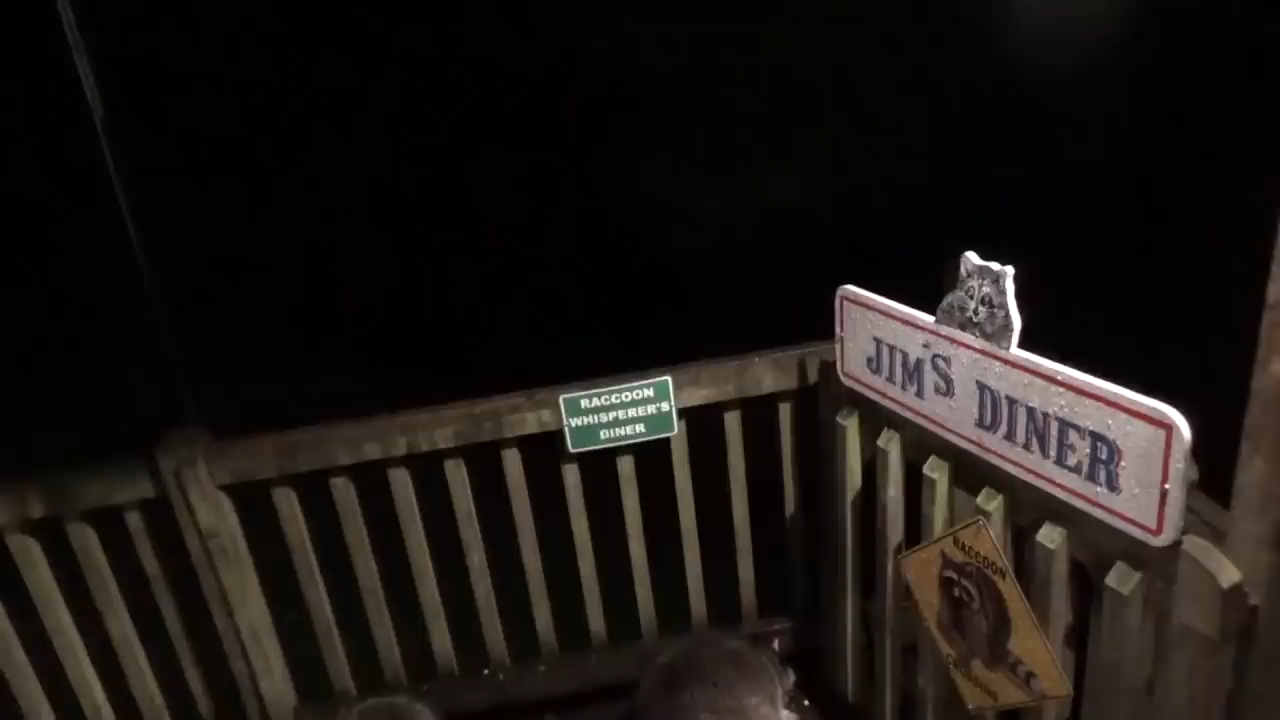 RACCOON
WHISPERER'S
DINER
JIM'S DINER
RACCOON
CROSSING